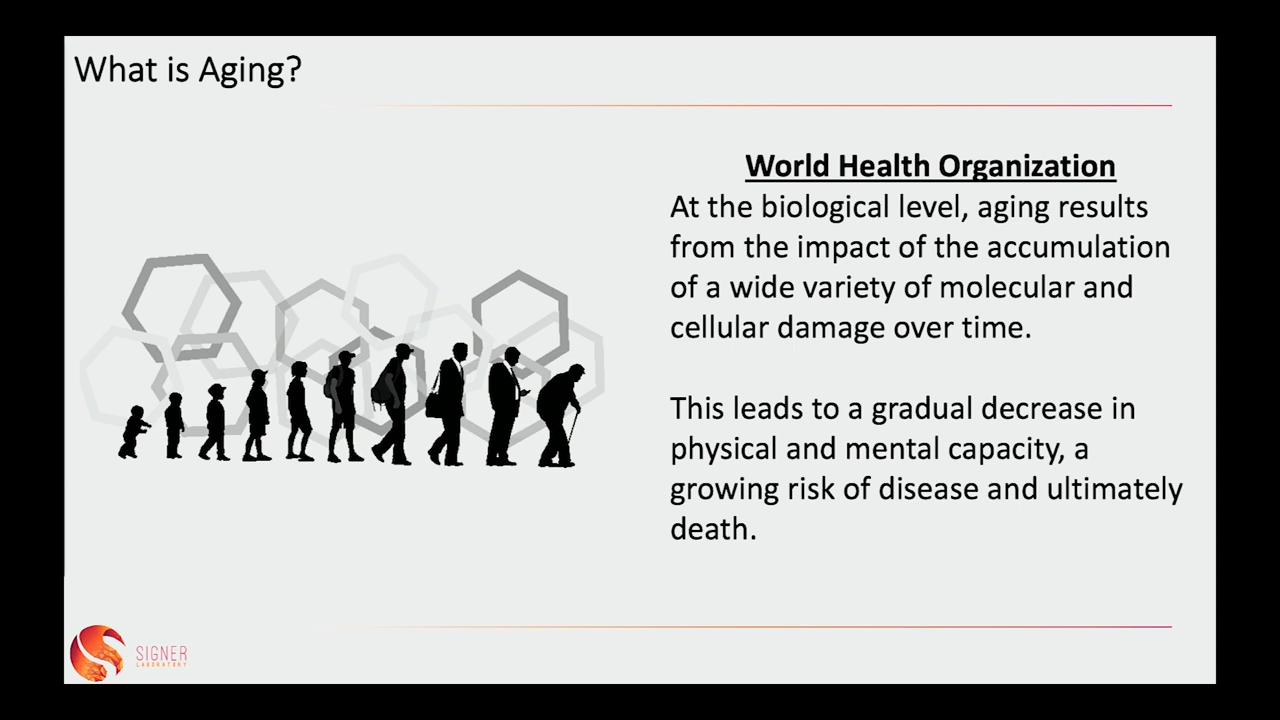 What is Aging?
World Health Organization
At the biological level, aging results
from the impact of the accumulation
of a wide variety of molecular and
cellular damage over time.
This leads to a gradual decrease in
physical and mental capacity, a
growing risk of disease and ultimately
death.
SIGNER
LABORATORY